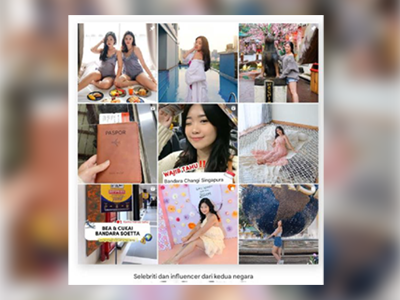 PASPOR
WAJIB TAHU !!
Bandara Changi Singapura
BEA & CUKAI
BANDARA SOETTA
Selebriti dan influencer dari kedua negara